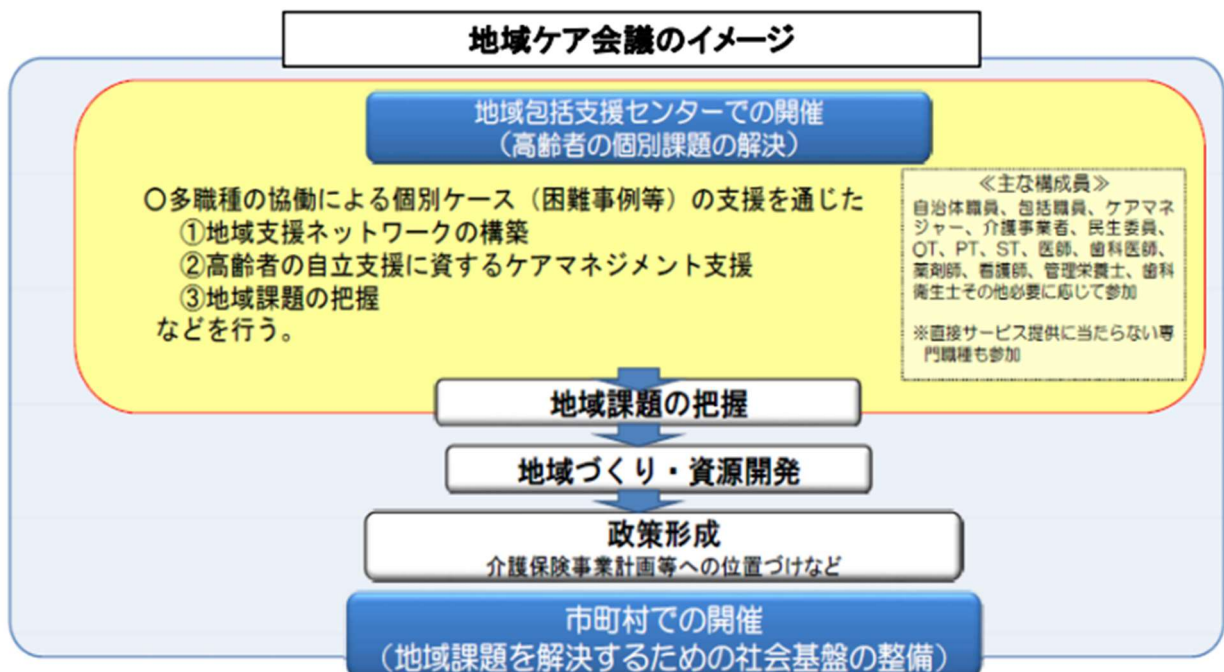 地域ケア会議のイメージ
地域包括支援センターでの開催
（高齢者の個別課題の解決）
〇多職種の協働による個別ケース（困難事例等）の支援を通じた
①地域支援ネットワークの構築
②高齢者の自立支援に資するケアマネジメント支援
③地域課題の把握
などを行う。
≪主な構成員≫
自治体職員、包括職員、ケアマネ
ジャー、介護事業者、民生委員、
OT、PT、ST、医師、歯科医師、
薬剤師、看護師、管理栄養士、歯科
衛生士その他必要に応じて参加
※直接サービス提供に当たらない専
門職種も参加
地域課題の把握
地域づくり・資源開発
政策形成
介護保険事業計画等への位置づけなど
市町村での開催
（地域課題を解決するための社会基盤の整備）